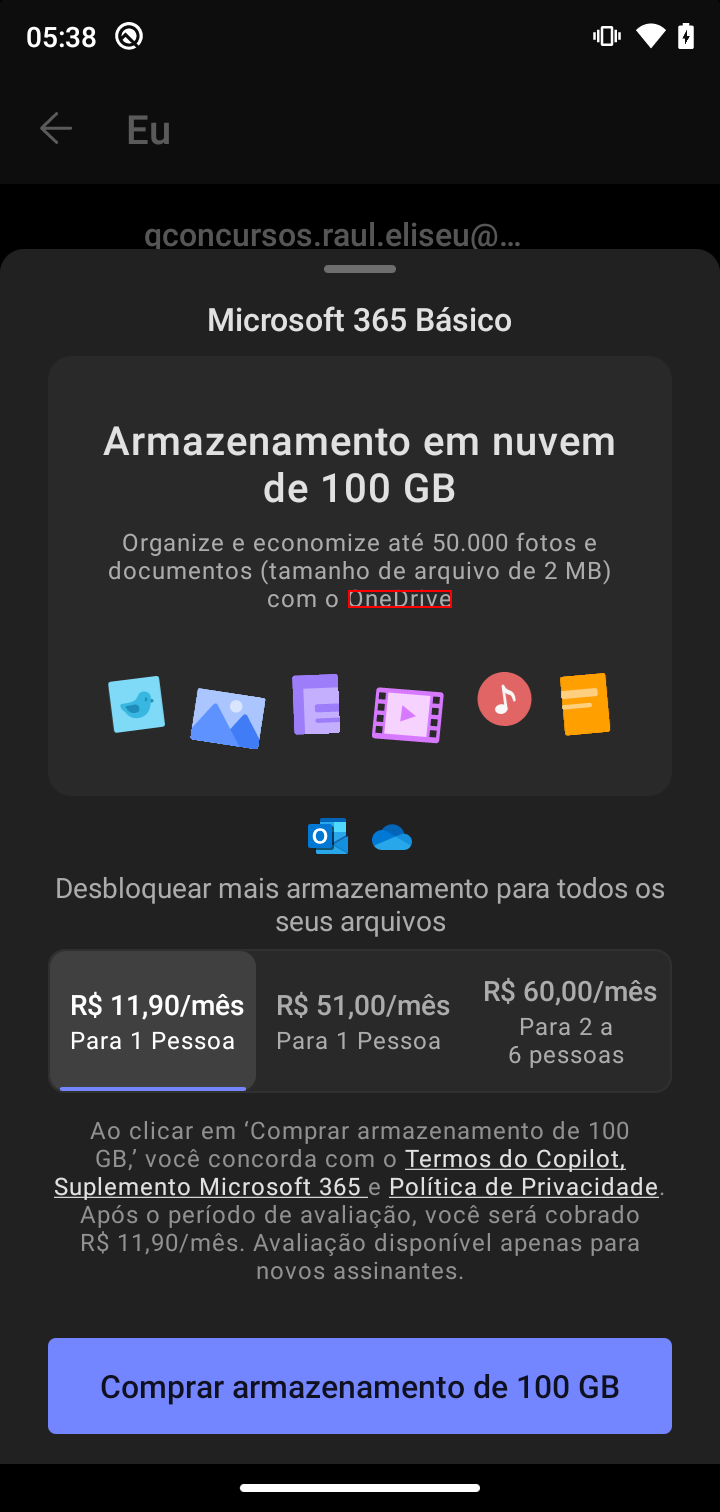 05:38
Eu
qconcursos.raul.eliseu@...
Microsoft 365 Básico
Armazenamento em nuvem
de 100 GB
Organize e economize até 50.000 fotos e
documentos (tamanho de arquivo de 2 MB)
com o OneDrive
O
Desbloquear mais armazenamento para todos os
seus arquivos
R$ 11,90/mês
Para 1 Pessoa
R$ 51,00/mês
Para 1 Pessoa
R$ 60,00/mês
Para 2 a
6 pessoas
Ao clicar em ‘Comprar armazenamento de 100
GB,’ você concorda com o Termos do Copilot,
Suplemento Microsoft 365 e Política de Privacidade.
Após o período de avaliação, você será cobrado
R$ 11,90/mês. Avaliação disponível apenas para
novos assinantes.
Comprar armazenamento de 100 GB